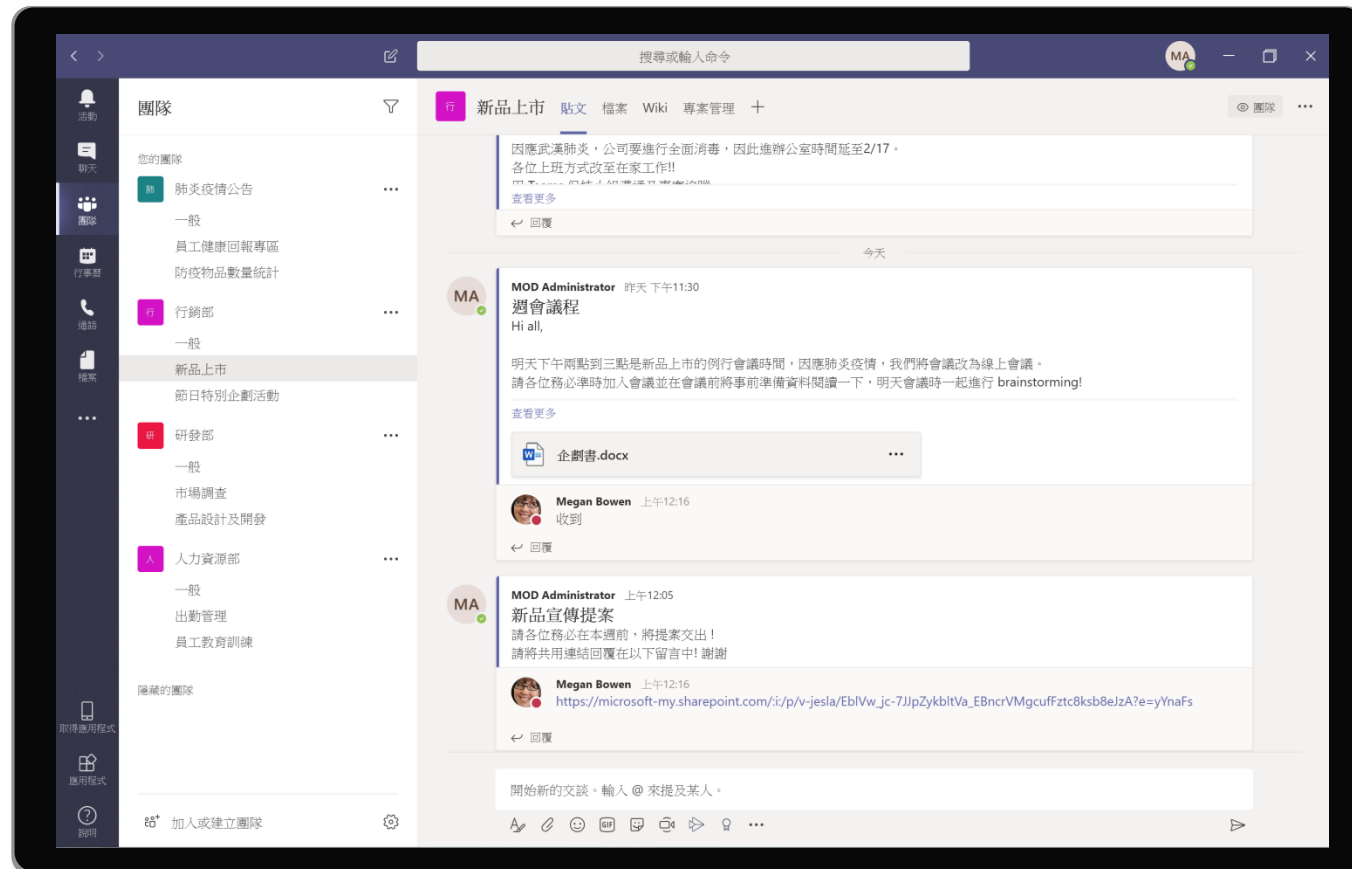 搜尋或輸入命令
MA
活動
聊天
團隊
行事曆
通話
檔案
取得應用程式
應用程式
說明
團隊
您的團隊
肺 肺炎疫情公告
一般
員工健康回報專區
防疫物品數量統計
行 行銷部
一般
新品上市
節日特別企劃活動
研 研發部
一般
市場調查
產品設計及開發
人 人力資源部
一般
出勤管理
員工教育訓練
隱藏的團隊
加入或建立團隊
行 新品上市 貼文 檔案 Wiki 專案管理
團隊
因應武漢肺炎，公司要進行全面消毒，因此進辦公室時間延至2/17。
各位上班方式改至在家工作!!
查看更多
回覆
今天
MA
MOD Administrator 昨天 下午11:30
週會議程
Hi all,
明天下午兩點到三點是新品上市的例行會議時間，因應肺炎疫情，我們將會議改為線上會議。
請各位務必準時加入會議並在會議前將事前準備資料閱讀一下，明天會議時一起進行 brainstorming!
查看更多
企劃書.docx
Megan Bowen 上午12:16
收到
回覆
MA
MOD Administrator 上午12:05
新品宣傳提案
請各位務必在本週前，將提案交出！
請將共用連結回覆在以下留言中! 謝謝
Megan Bowen 上午12:16
https://microsoft-my.sharepoint.com/:i:/p/v-jesla/EblVw_jc-7JJpZykbltVa_EBncrVMgcufFztc8ksb8eJzA?e=yYnaFs
回覆
開始新的交談。輸入 @ 來提及某人。
GIF